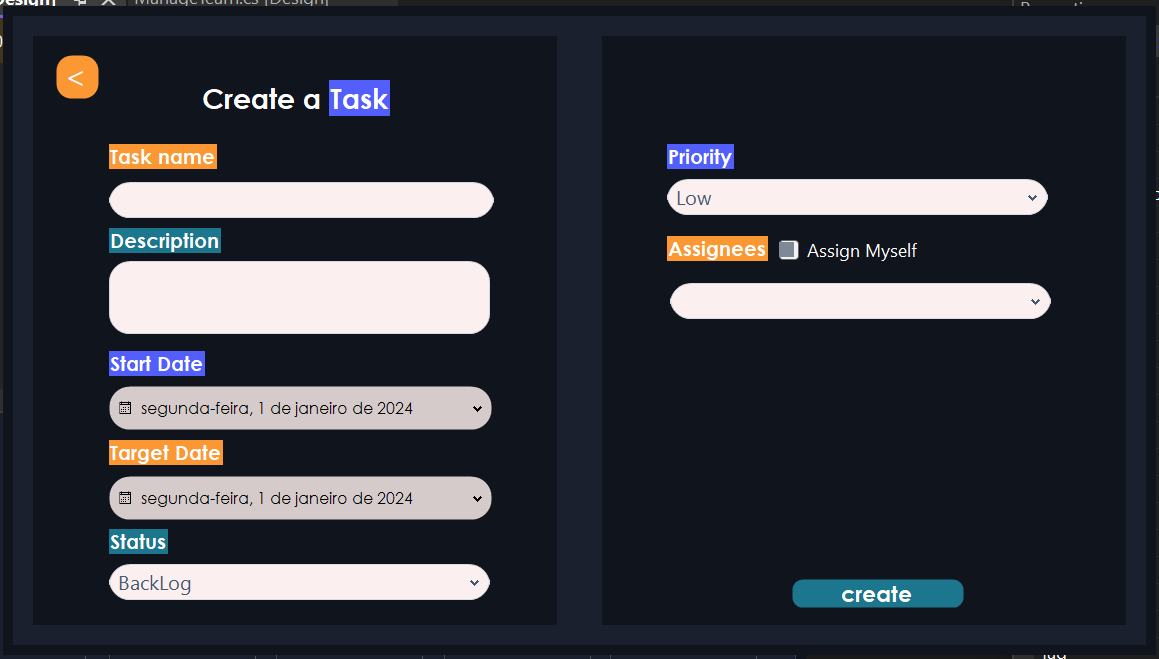 ManageTeam.cs [Design]
<
Create a Task
Task name
Description
Start Date
segunda-feira, 1 de janeiro de 2024
Target Date
segunda-feira, 1 de janeiro de 2024
Status
BackLog
Priority
Low
Assignees Assign Myself
create